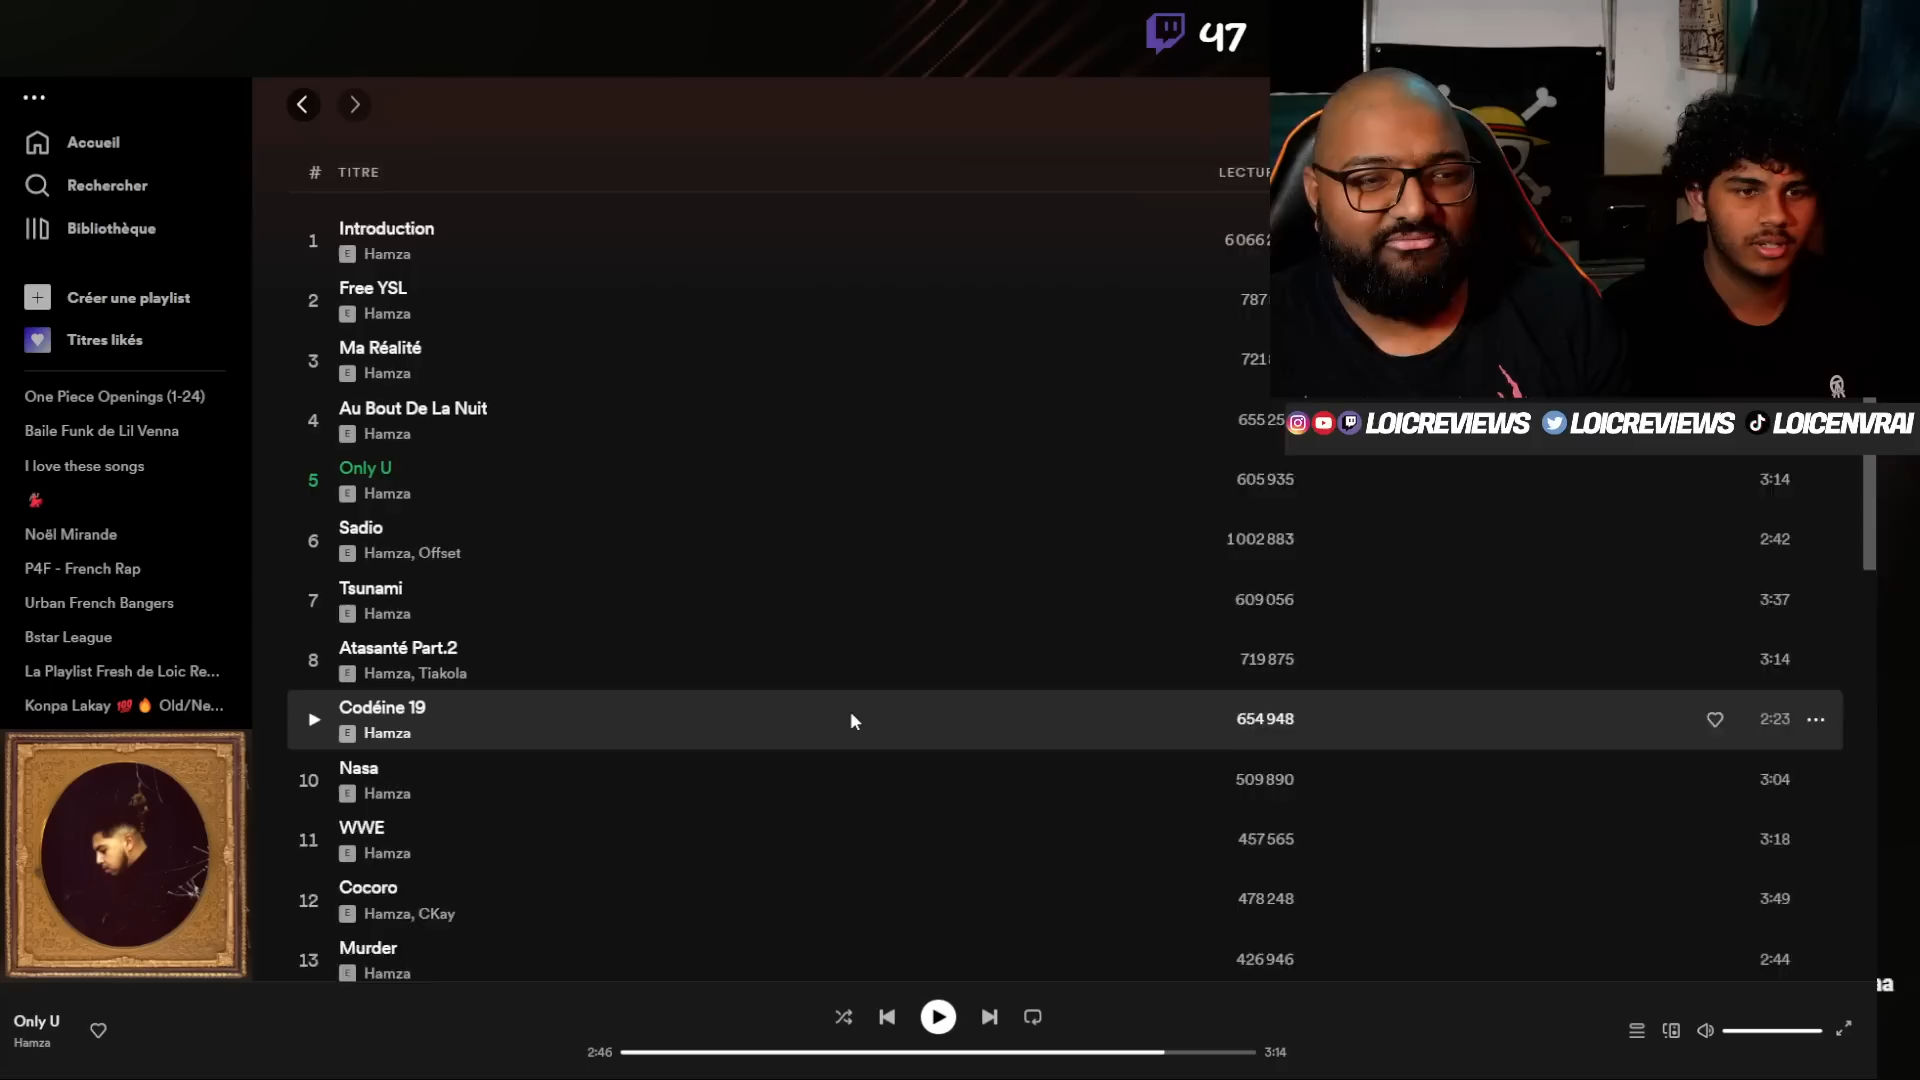 47
Accueil
Rechercher
Bibliothèque
Créer une playlist
Titres likés
One Piece Openings (1-24)
Baile Funk de Lil Venna
I love these songs
Noël Mirande
P4F - French Rap
Urban French Bangers
Bstar League
La Playlist Fresh de Loic Re...
Konpa Lakay 💯 🔥 Old/Ne...
# TITRE
1 Introduction
E Hamza
2 Free YSL 787
E Hamza
3 Ma Réalité
E Hamza
4 Au Bout De La Nuit 655 25
E Hamza
5 Only U 605 935 3:14
E Hamza
6 Sadio 1 002 883 2:42
E Hamza, Offset
7 Tsunami 609 056 3:37
E Hamza
8 Atasanté Part.2 719 875 3:14
E Hamza, Tiakola
Codéine 19 654 948 2:23
E Hamza
10 Nasa 509 890 3:04
E Hamza
11 WWE 457 565 3:18
E Hamza
12 Cocoro 478 248 3:49
E Hamza, CKay
13 Murder 426 946 2:44
E Hamza
LOICREVIEWS LOICREVIEWS LOICENVRAI
Only U
Hamza
2:46 3:14